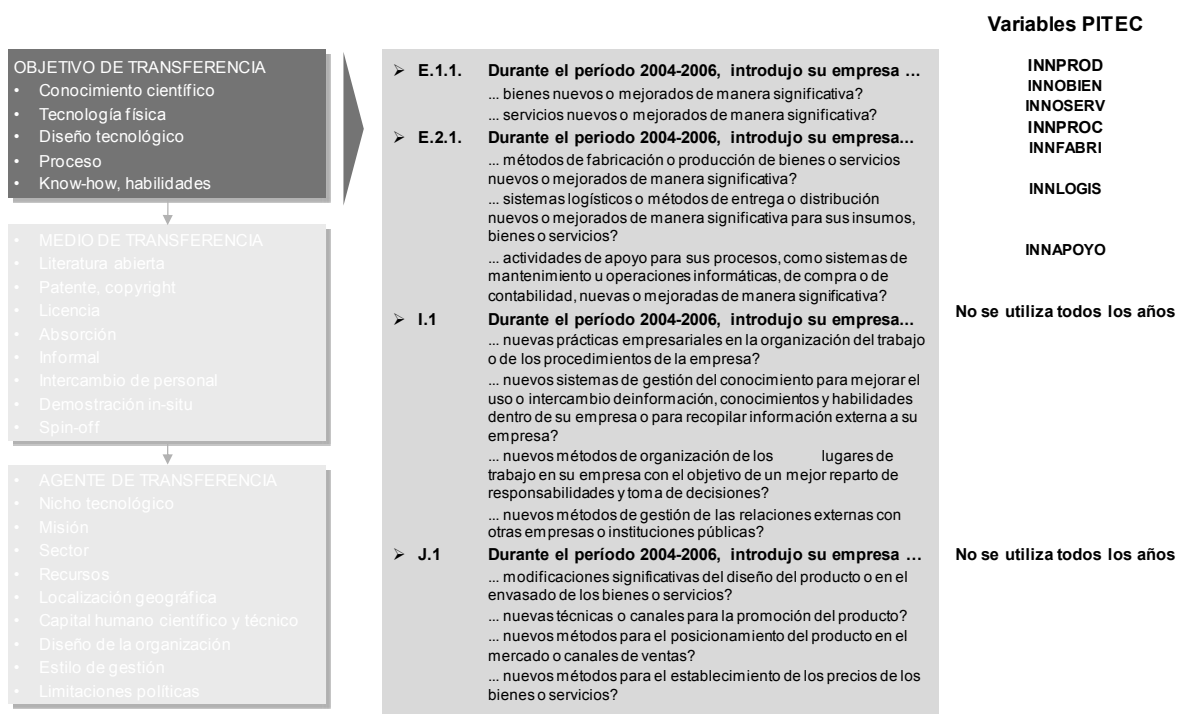 Variables PITEC
OBJETIVO DE TRANSFERENCIA
• Conocimiento científico
• Tecnología física
• Diseño tecnológico
• Proceso
• Know-how, habilidades
• MEDIO DE TRANSFERENCIA
• Literatura abierta
• Patente, copyright
• Licencia
• Absorción
• Informal
• Intercambio de personal
• Demostración in-situ
• Spin-off
• AGENTE DE TRANSFERENCIA
• Nicho tecnológico
• Misión
• Sector
• Recursos
• Localización geográfica
• Capital humano científico y técnico
• Diseño de la organización
• Estilo de gestión
• Limitaciones políticas
➢ E.1.1. Durante el período 2004-2006, introdujo su empresa …
... bienes nuevos o mejorados de manera significativa?
... servicios nuevos o mejorados de manera significativa?
➢ E.2.1. Durante el periodo 2004-2006, introdujo su empresa...
... métodos de fabricación o producción de bienes o servicios
nuevos o mejorados de manera significativa?
... sistemas logísticos o métodos de entrega o distribución
nuevos o mejorados de manera significativa para sus insumos,
bienes o servicios?
... actividades de apoyo para sus procesos, como sistemas de
mantenimiento u operaciones informáticas, de compra o de
contabilidad, nuevas o mejoradas de manera significativa?
➢ I.1 Durante el período 2004-2006, introdujo su empresa...
... nuevas prácticas empresariales en la organización del trabajo
o de los procedimientos de la empresa?
... nuevos sistemas de gestión del conocimiento para mejorar el
uso o intercambio deinformación, conocimientos y habilidades
dentro de su empresa o para recopilar información externa a su
empresa?
... nuevos métodos de organización de los lugares de
trabajo en su empresa con el objetivo de un mejor reparto de
responsabilidades y toma de decisiones?
... nuevos métodos de gestión de las relaciones externas con
otras empresas o instituciones públicas?
➢ J.1 Durante el período 2004-2006, introdujo su empresa …
... modificaciones significativas del diseño del producto o en el
envasado de los bienes o servicios?
... nuevas técnicas o canales para la promoción del producto?
... nuevos métodos para el posicionamiento del producto en el
mercado o canales de ventas?
... nuevos métodos para el establecimiento de los precios de los
bienes o servicios?
INNPROD
INNOBIEN
INNOSERV
INNPROC
INNFABRI
INNLOGIS
INNAPOYO
No se utiliza todos los años
No se utiliza todos los años